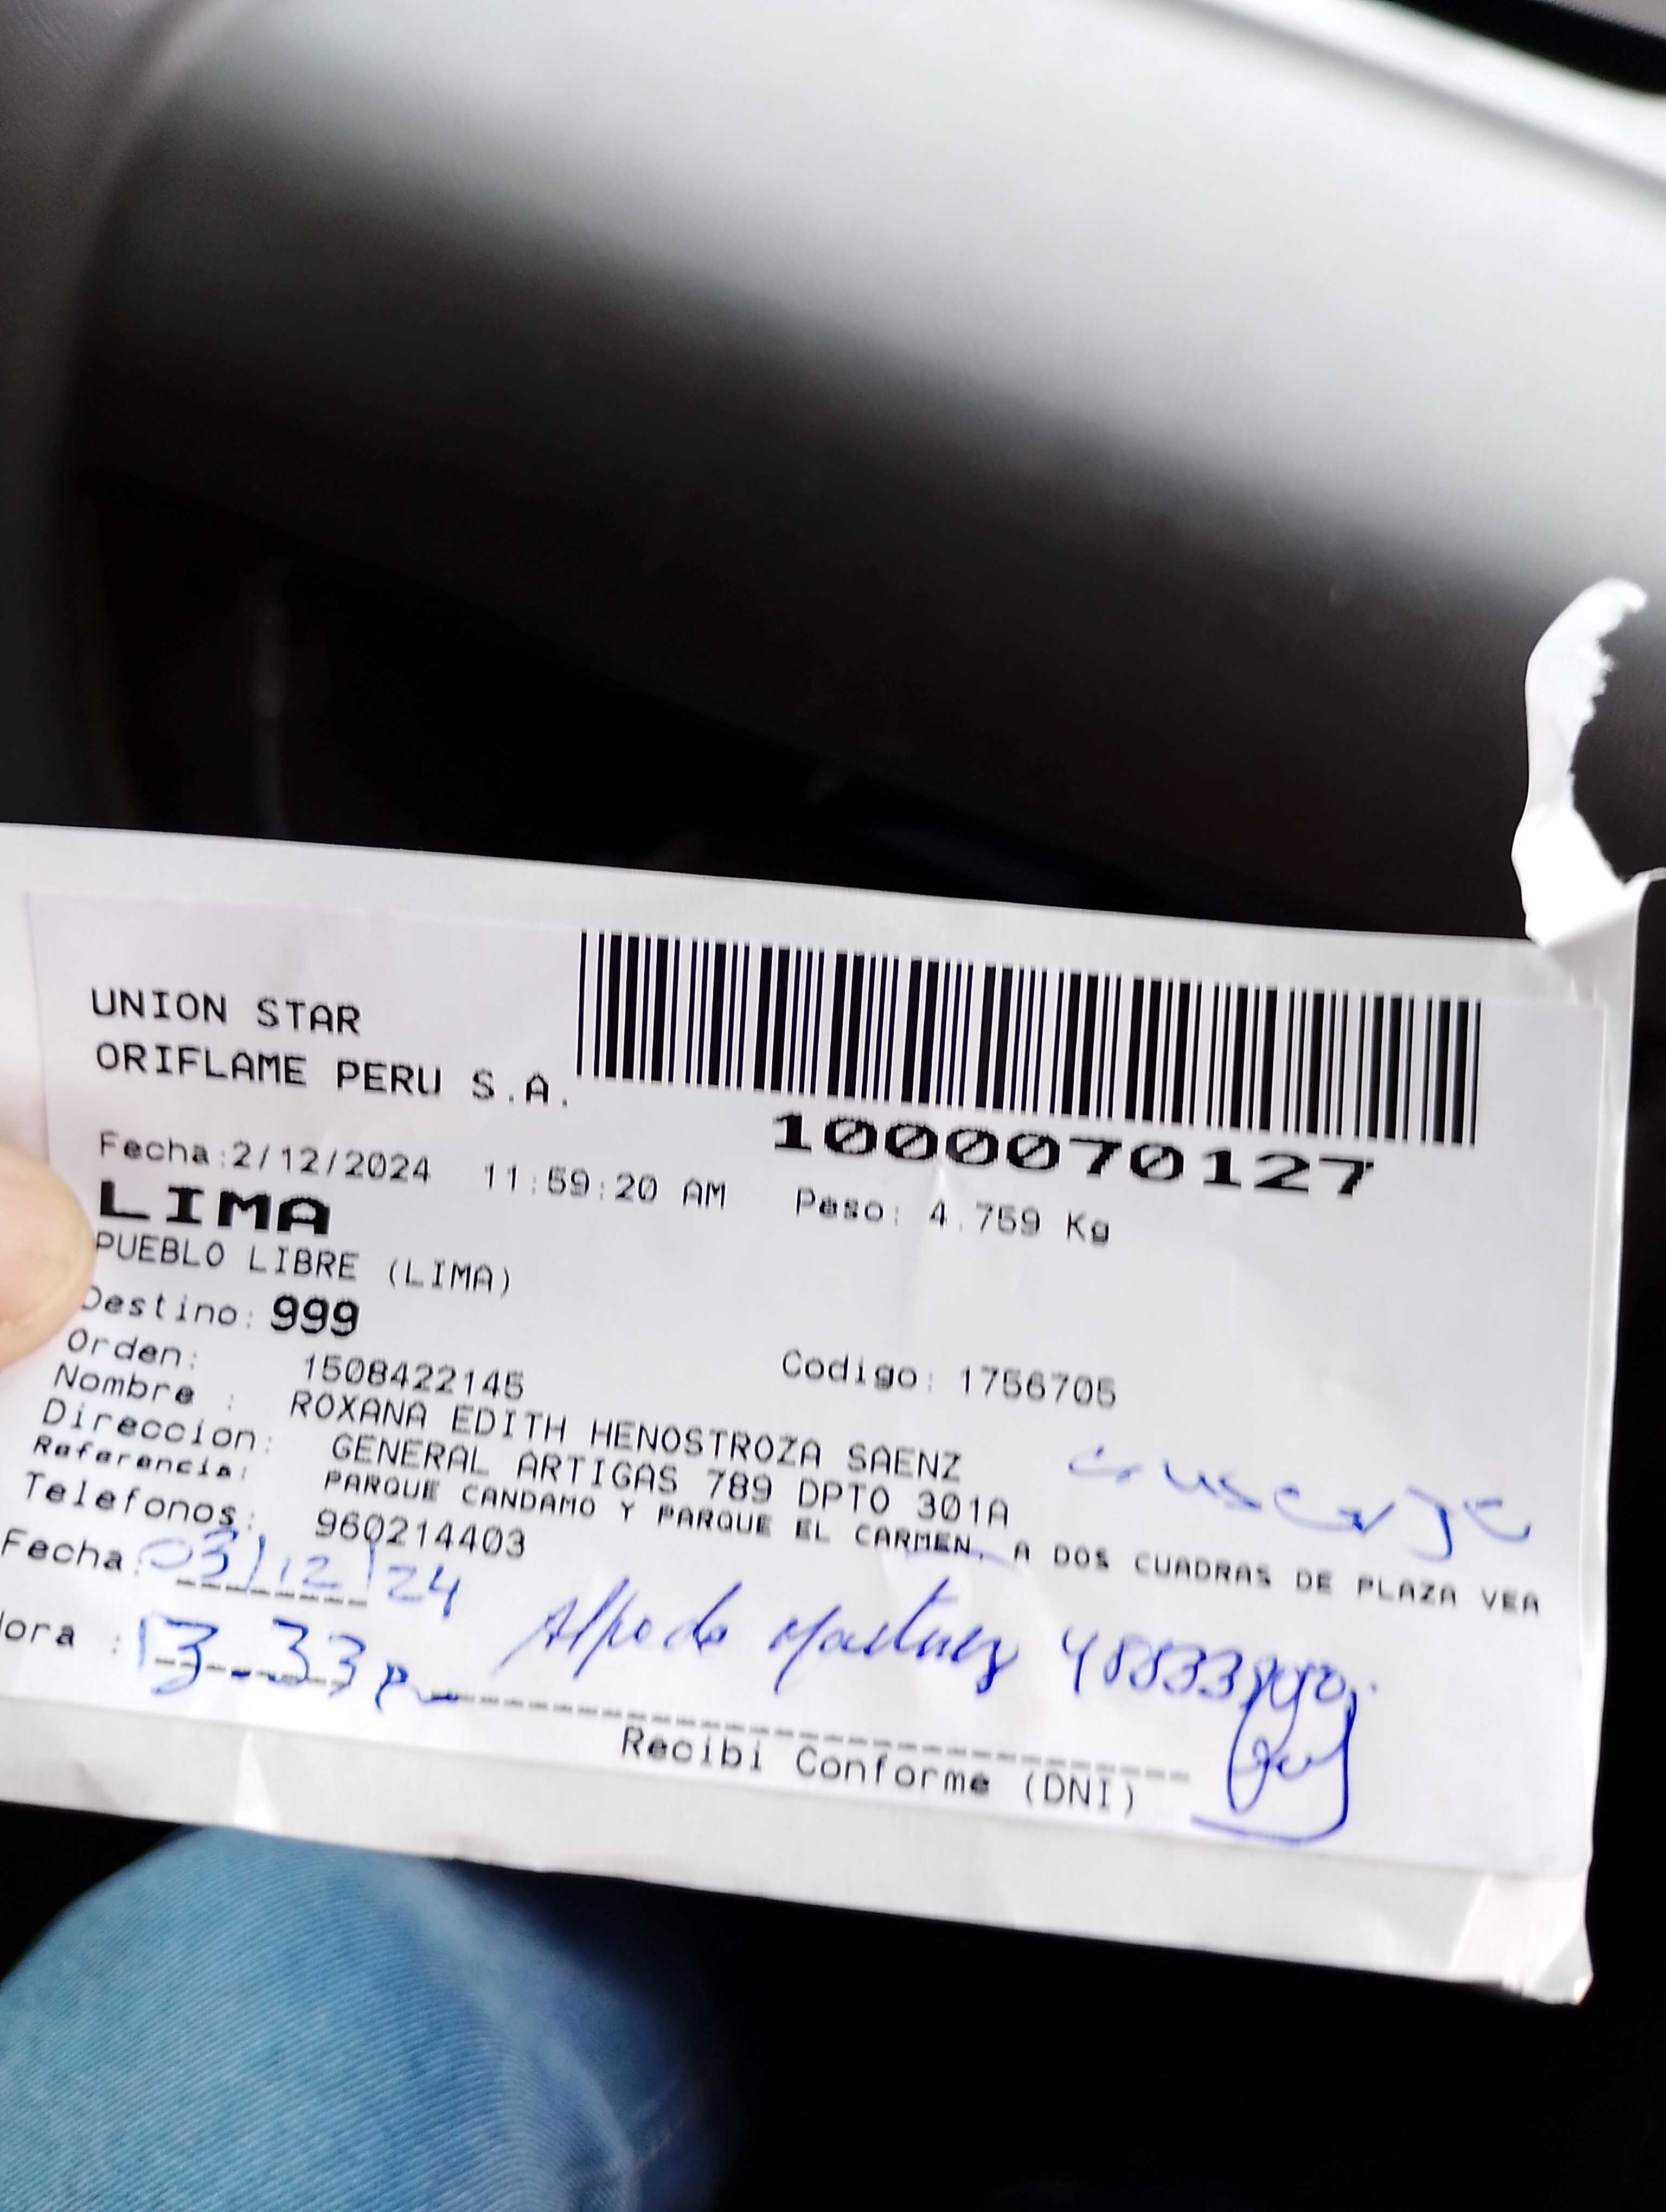 UNION STAR
ORIFLAME PERU S.A.
1000070127
Fecha:2/12/2024 11:59:20 AM Peso: 4.759 Kg
LIMA
PUEBLO LIBRE (LIMA)
Destino: 999
Orden: 1508422145 Codigo: 1756705
Nombre : ROXANA EDITH HENOSTROZA SAENZ
Direccion: GENERAL ARTIGAS 789 DPTO 301A
Referencia: PARQUE CANDAMO Y PARQUE EL CARMEN. A DOS CUADRAS DE PLAZA VEA
Telefonos: 960214403
Fecha: 03/12/24
ora : 13-33
Recibi Conforme (DNI)